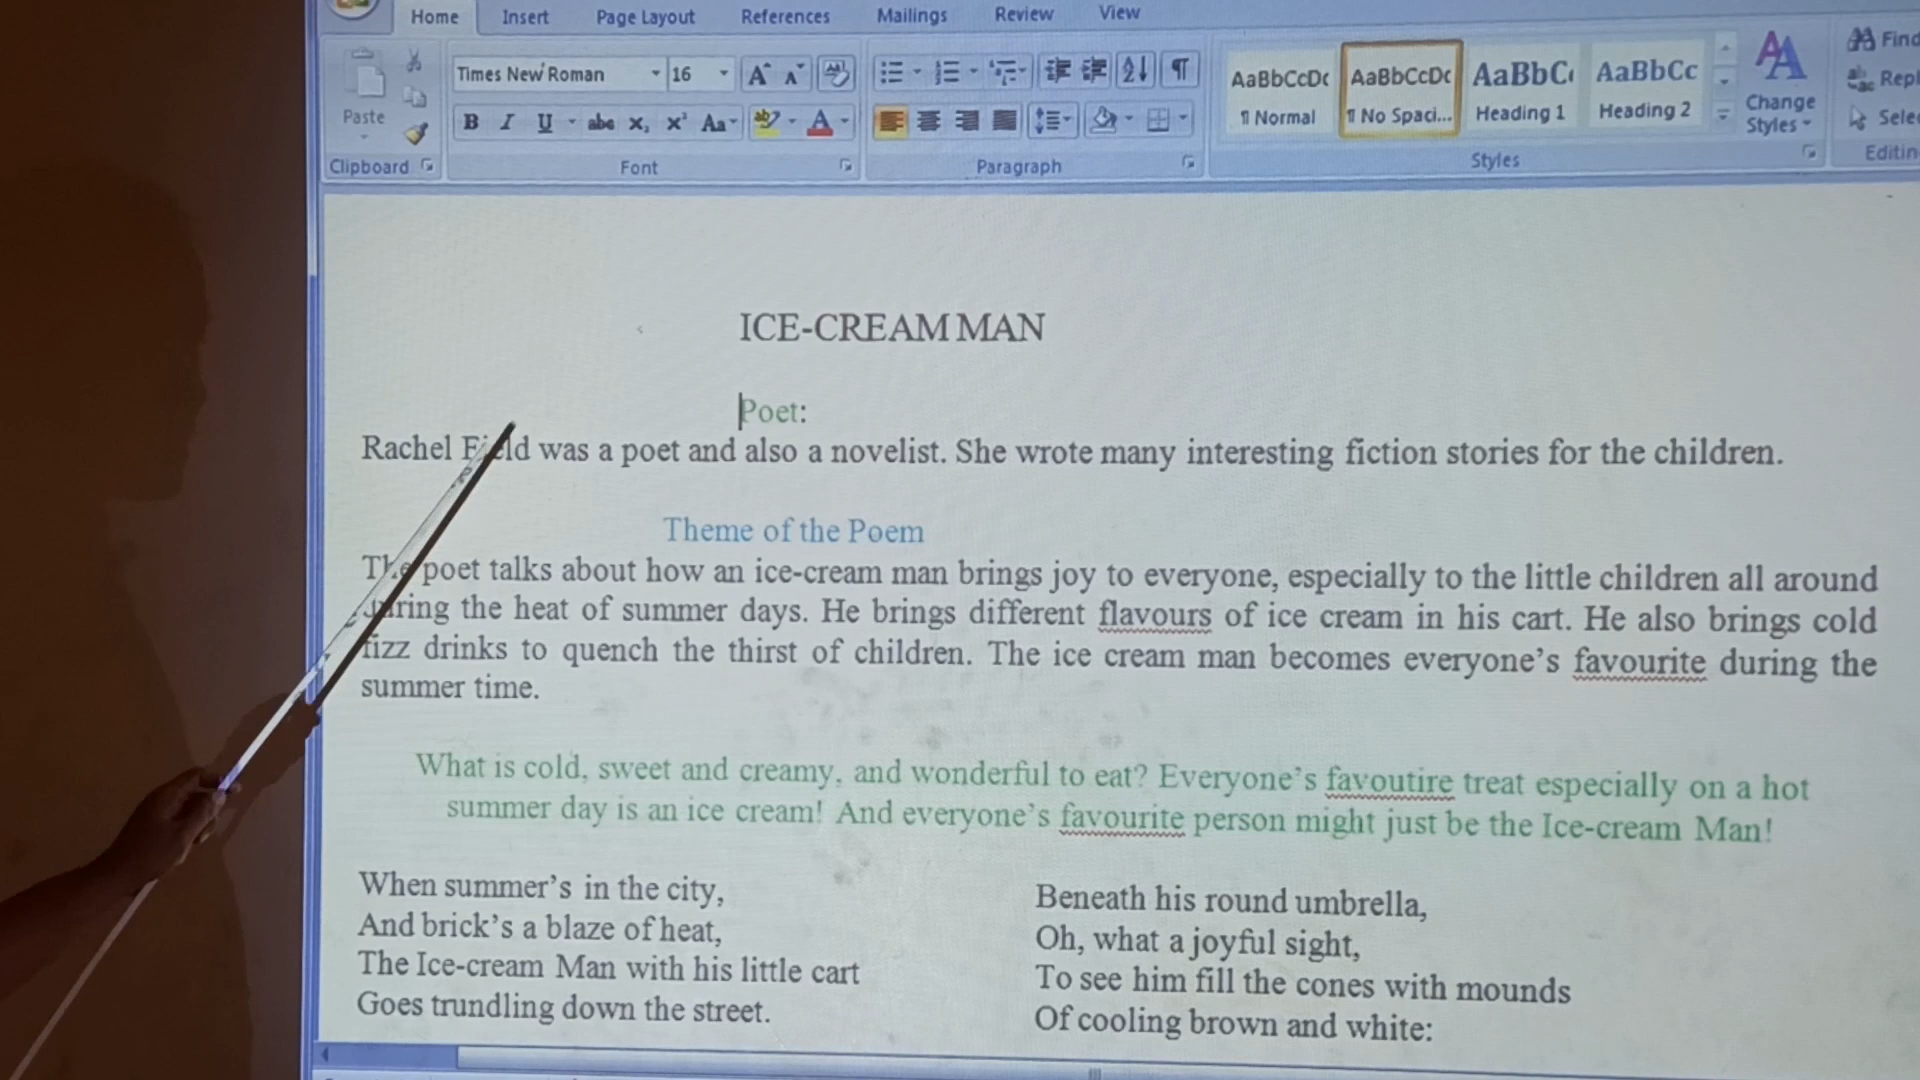 Home Insert Page Layout References Mailings Review View
Times New Roman 16
AaBbCcDc AaBbCcDc AaBbC AaBbCc
Find
Paste
B I U abe x, x² Aa
¶ Normal ¶ No Spaci... Heading 1 Heading 2
Change
Styles
Clipboard Font Paragraph Styles
ICE-CREAM MAN
Poet:
Rachel Field was a poet and also a novelist. She wrote many interesting fiction stories for the children.
Theme of the Poem
The poet talks about how an ice-cream man brings joy to everyone, especially to the little children all around
during the heat of summer days. He brings different flavours of ice cream in his cart. He also brings cold
fizz drinks to quench the thirst of children. The ice cream man becomes everyone's favourite during the
summer time.
What is cold, sweet and creamy, and wonderful to eat? Everyone's favoutire treat especially on a hot
summer day is an ice cream! And everyone's favourite person might just be the Ice-cream Man!
When summer's in the city,
And brick's a blaze of heat,
The Ice-cream Man with his little cart
Goes trundling down the street.
Beneath his round umbrella,
Oh, what a joyful sight,
To see him fill the cones with mounds
Of cooling brown and white: